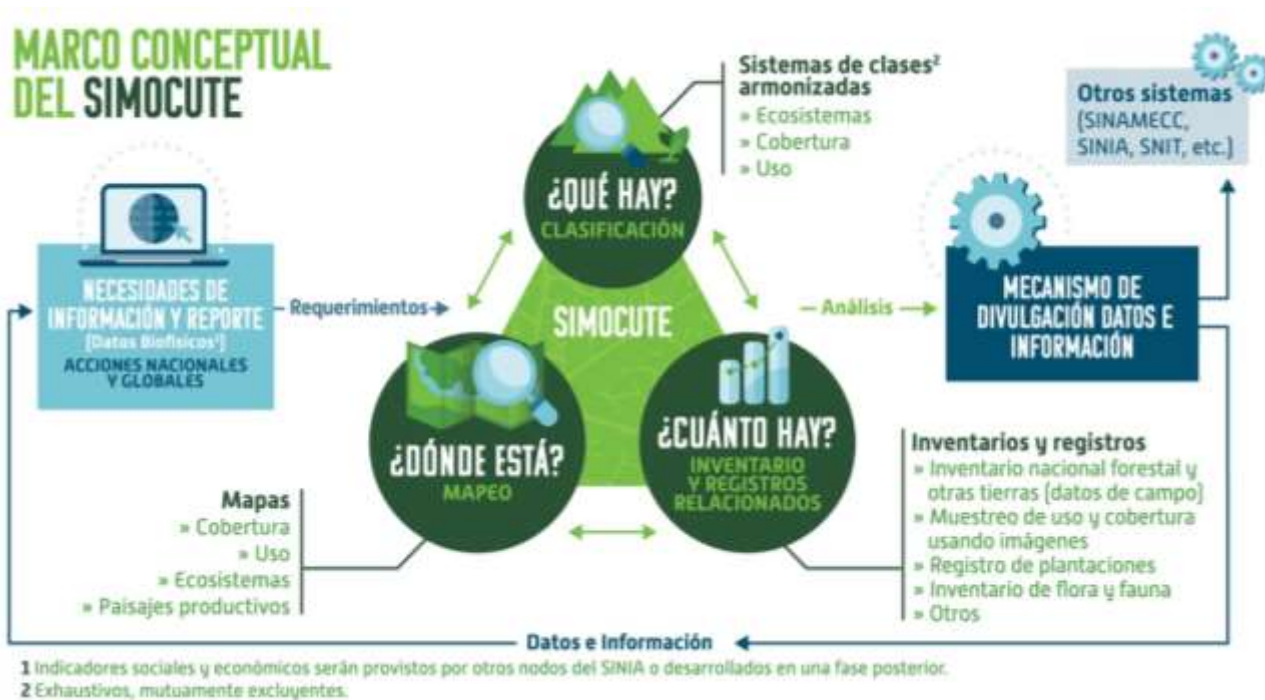 MARCO CONCEPTUAL
DEL SIMOCUTE
Sistemas de clases²
armonizadas
» Ecosistemas
» Cobertura
» Uso
Otros sistemas
(SINAMECC,
SINIA, SNIT, etc.)
¿QUÉ HAY?
CLASIFICACIÓN
NECESIDADES DE
INFORMACIÓN Y REPORTE
(Datos Biofísicos¹)
ACCIONES NACIONALES
Y GLOBALES
Requerimientos
SIMOCUTE
Análisis
MECANISMO DE
DIVULGACIÓN DATOS E
INFORMACIÓN
¿DÓNDE ESTÁ?
MAPEO
¿CUÁNTO HAY?
INVENTARIO
Y REGISTROS
RELACIONADOS
Mapas
» Cobertura
» Uso
» Ecosistemas
» Paisajes productivos
Inventarios y registros
» Inventario nacional forestal y
otras tierras (datos de campo)
» Muestreo de uso y cobertura
usando imágenes
» Registro de plantaciones
» Inventario de flora y fauna
» Otros
Datos e Información
1 Indicadores sociales y económicos serán provistos por otros nodos del SINIA o desarrollados en una fase posterior.
2 Exhaustivos, mutuamente excluyentes.